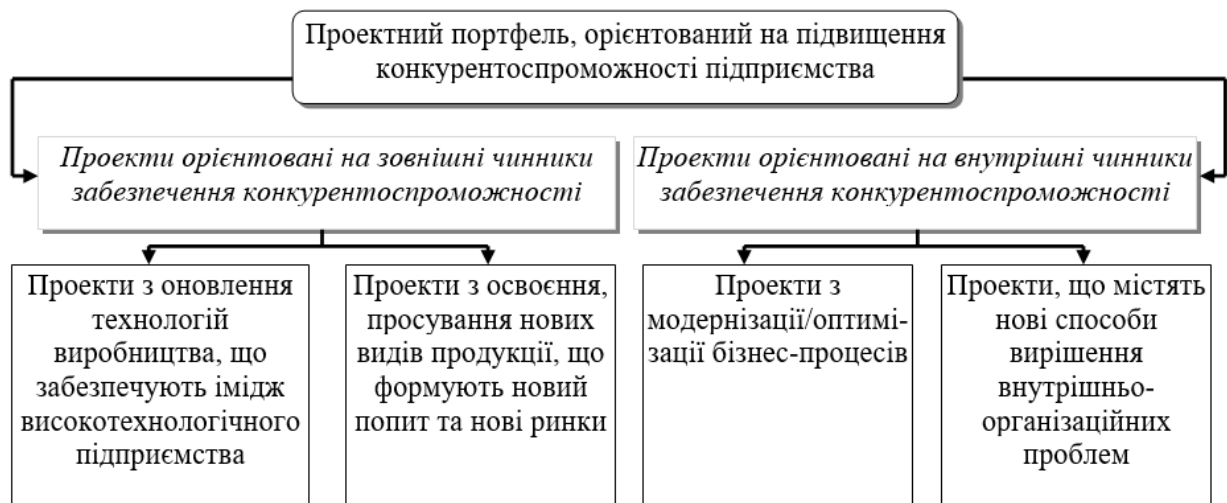 Проектний портфель, орієнтований на підвищення
конкурентоспроможності підприємства
Проекти орієнтовані на зовнішні чинники
забезпечення конкурентоспроможності
Проекти орієнтовані на внутрішні чинники
забезпечення конкурентоспроможності
Проекти з оновлення
технологій
виробництва, що
забезпечують імідж
високотехнологічного
підприємства
Проекти з освоєння,
просування нових
видів продукції, що
формують новий
попит та нові ринки
Проекти з
модернізації/оптимі-
зації бізнес-процесів
Проекти, що містять
нові способи
вирішення
внутрішньо-
організаційних
проблем